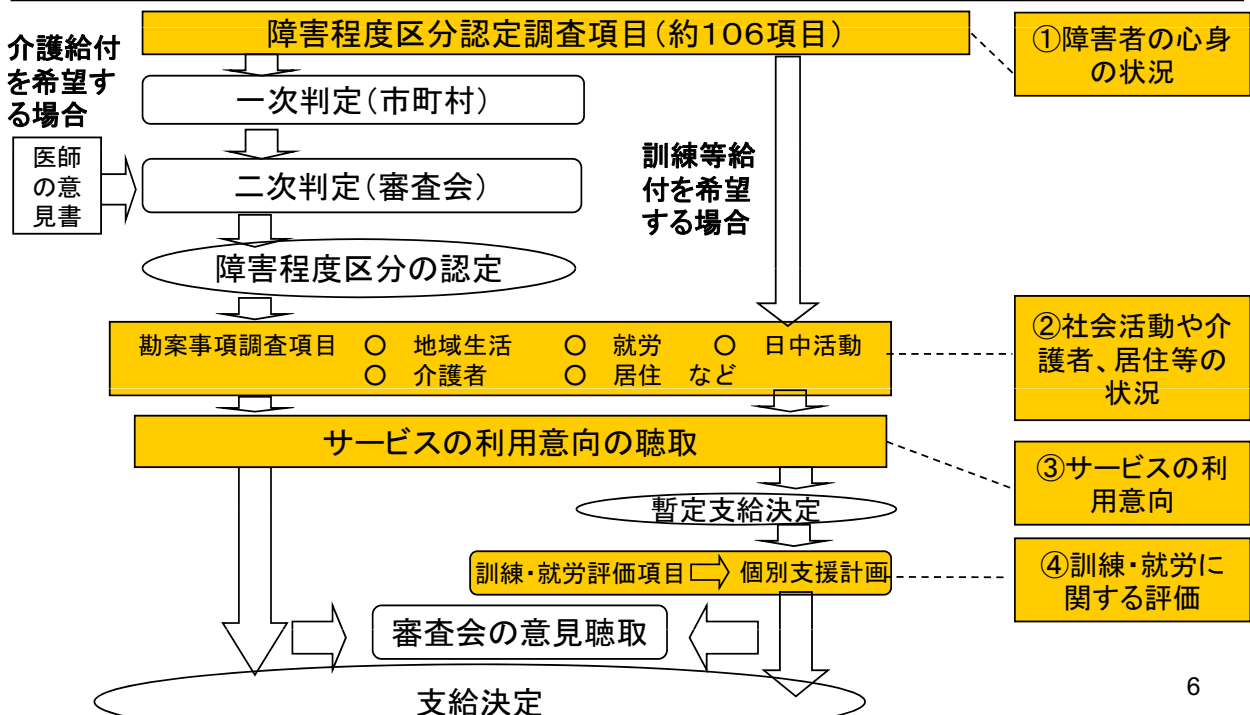 障害程度区分認定調査項目(約106項目)
①障害者の心身
の状況
介護給付
を希望す
る場合
一次判定(市町村)
医師
の意
見書
二次判定(審査会)
訓練等給
付を希望
する場合
障害程度区分の認定
勘案事項調査項目 ○ 地域生活 ○ 就労 ○ 日中活動
○ 介護者 ○ 居住 など
②社会活動や介
護者、居住等の
状況
サービスの利用意向の聴取
③サービスの利
用意向
暫定支給決定
訓練・就労評価項目 個別支援計画
④訓練・就労に
関する評価
審査会の意見聴取
支給決定
6